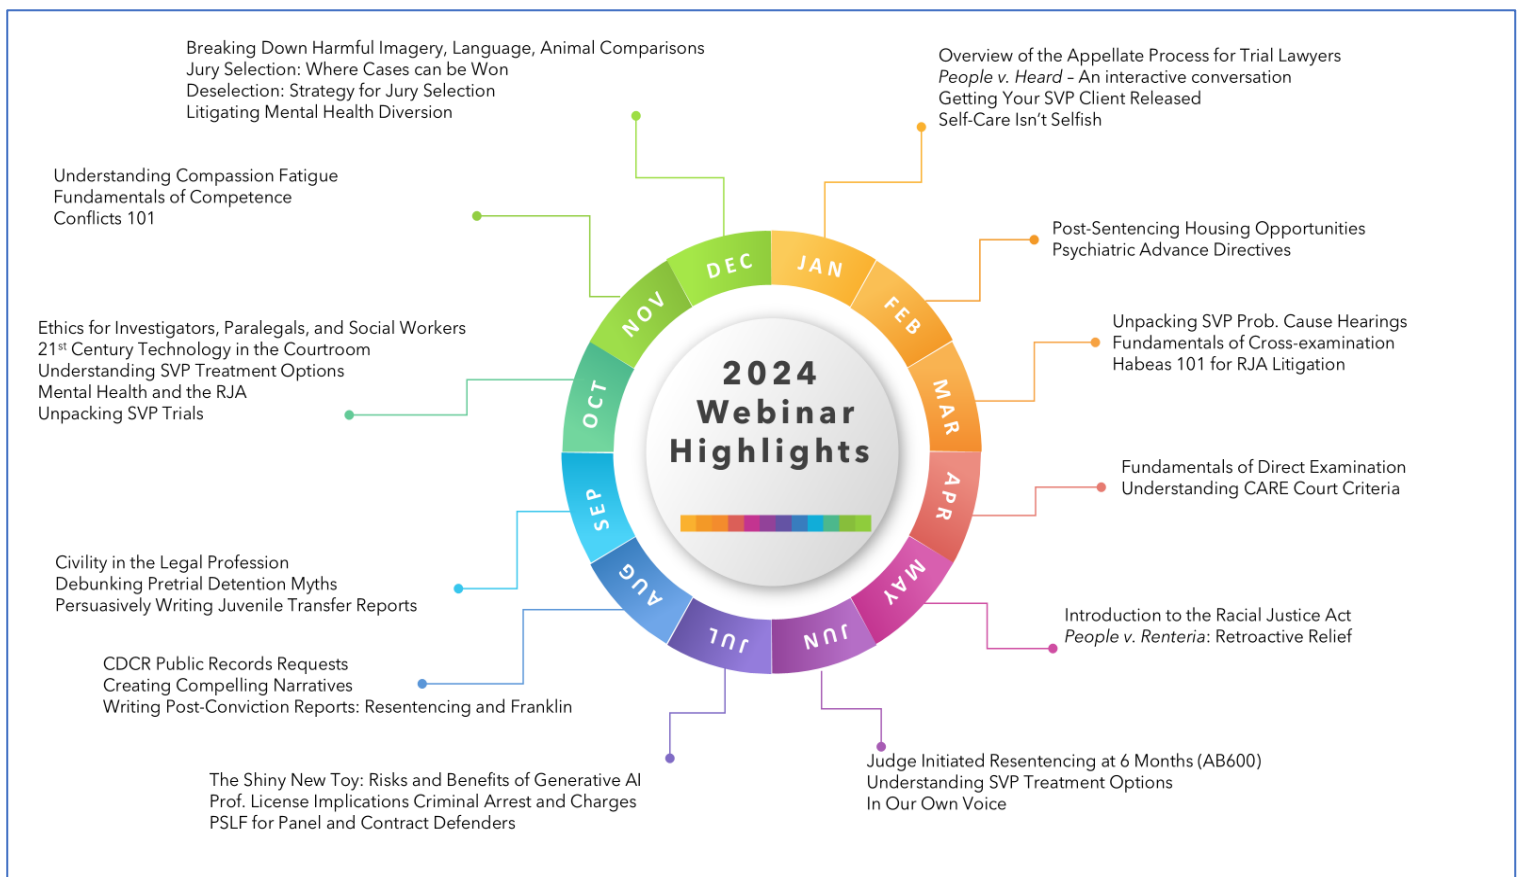 2024
Webinar
Highlights
JAN
Overview of the Appellate Process for Trial Lawyers
People v. Heard – An interactive conversation
Getting Your SVP Client Released
Self-Care Isn’t Selfish
FEB
Post-Sentencing Housing Opportunities
Psychiatric Advance Directives
MAR
Unpacking SVP Prob. Cause Hearings
Fundamentals of Cross-examination
Habeas 101 for RJA Litigation
APR
Fundamentals of Direct Examination
Understanding CARE Court Criteria
MAY
Introduction to the Racial Justice Act
People v. Renteria: Retroactive Relief
JUN
Judge Initiated Resentencing at 6 Months (AB600)
Understanding SVP Treatment Options
In Our Own Voice
JUL
The Shiny New Toy: Risks and Benefits of Generative AI
Prof. License Implications Criminal Arrest and Charges
PSLF for Panel and Contract Defenders
AUG
CDCR Public Records Requests
Creating Compelling Narratives
Writing Post-Conviction Reports: Resentencing and Franklin
SEP
Civility in the Legal Profession
Debunking Pretrial Detention Myths
Persuasively Writing Juvenile Transfer Reports
OCT
Ethics for Investigators, Paralegals, and Social Workers
21st Century Technology in the Courtroom
Understanding SVP Treatment Options
Mental Health and the RJA
Unpacking SVP Trials
NOV
Understanding Compassion Fatigue
Fundamentals of Competence
Conflicts 101
DEC
Breaking Down Harmful Imagery, Language, Animal Comparisons
Jury Selection: Where Cases can be Won
Deselection: Strategy for Jury Selection
Litigating Mental Health Diversion